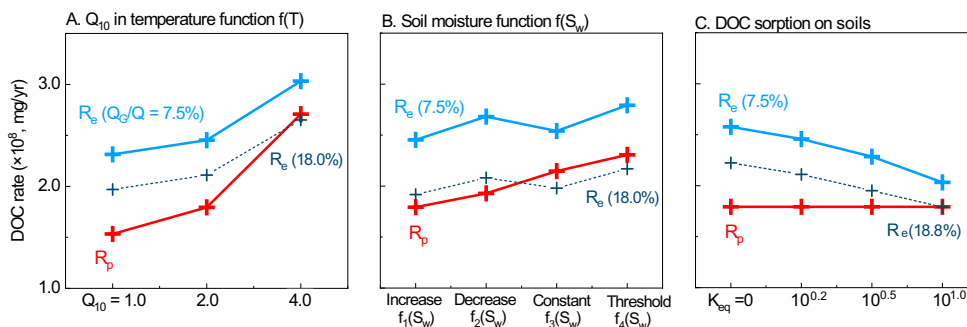 A. Q10 in temperature function f(T)
B. Soil moisture function f(Sw)
C. DOC sorption on soils
DOC rate (×10^8, mg/yr)
3.0
2.0
1.0
Re (QG/Q = 7.5%)
Re (18.0%)
Rp
Q10 = 1.0
2.0
4.0
Re (7.5%)
Re (18.0%)
Rp
Increase
f1(Sw)
Decrease
f2(Sw)
Constant
f3(Sw)
Threshold
f4(Sw)
Re (7.5%)
Rp
Re (18.8%)
Keq =0
10^0.2
10^0.5
10^1.0